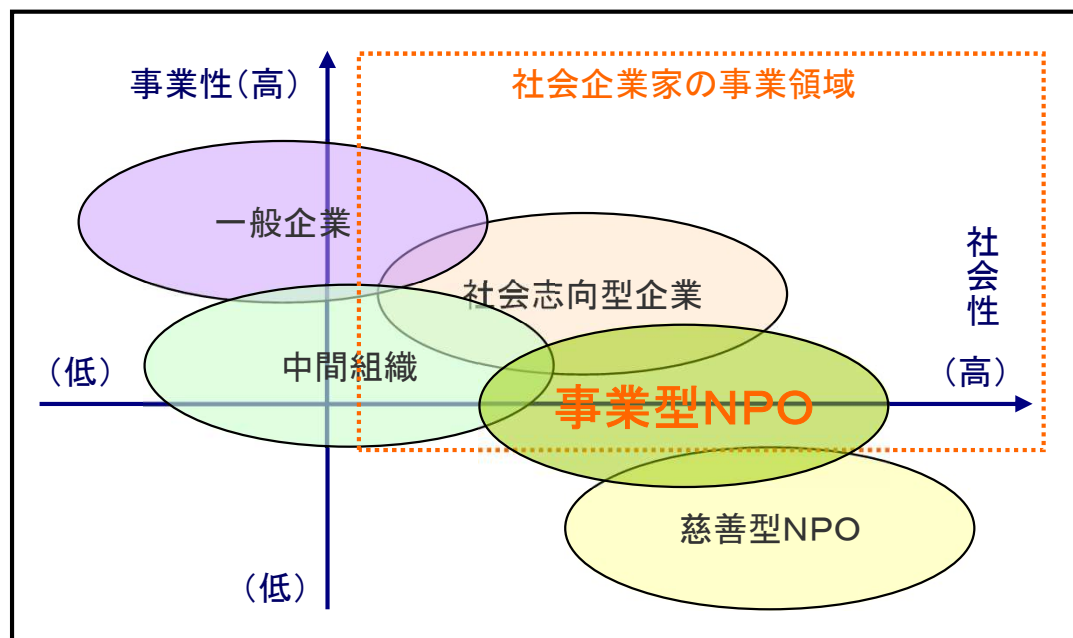 事業性（高）
社会企業家の事業領域
一般企業
社会性
社会志向型企業
中間組織
（低）
（高）
事業型NPO
慈善型NPO
（低）